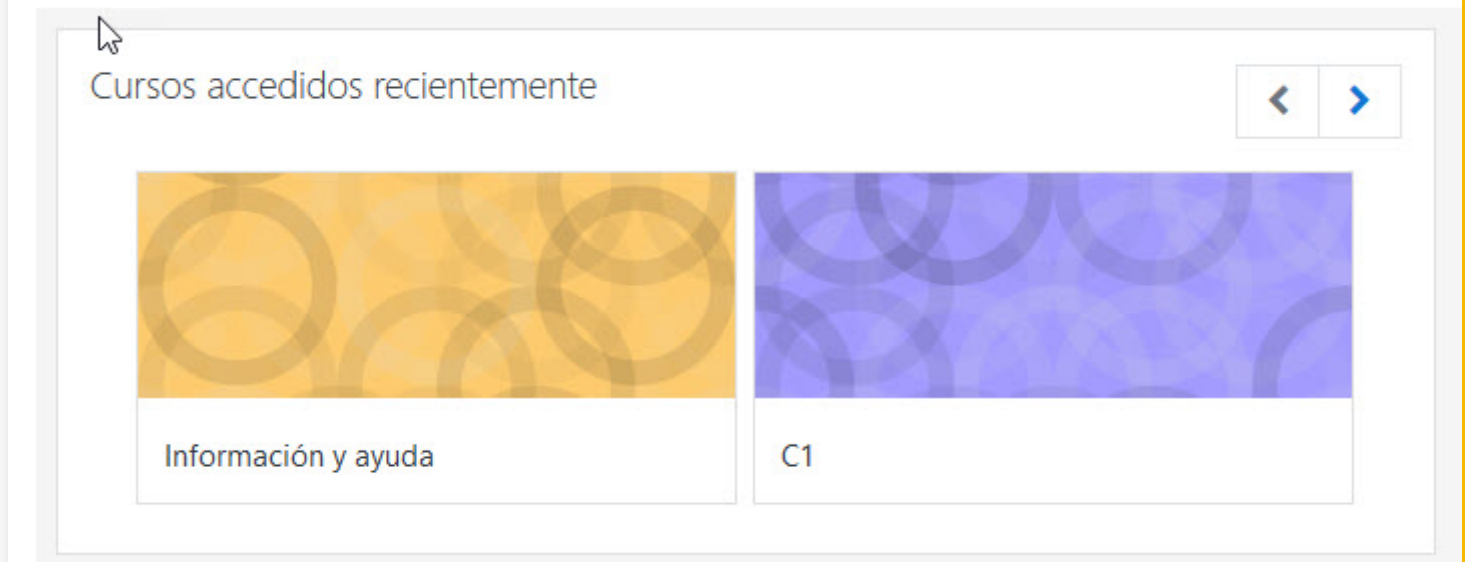 Cursos accedidos recientemente
Información y ayuda
C1